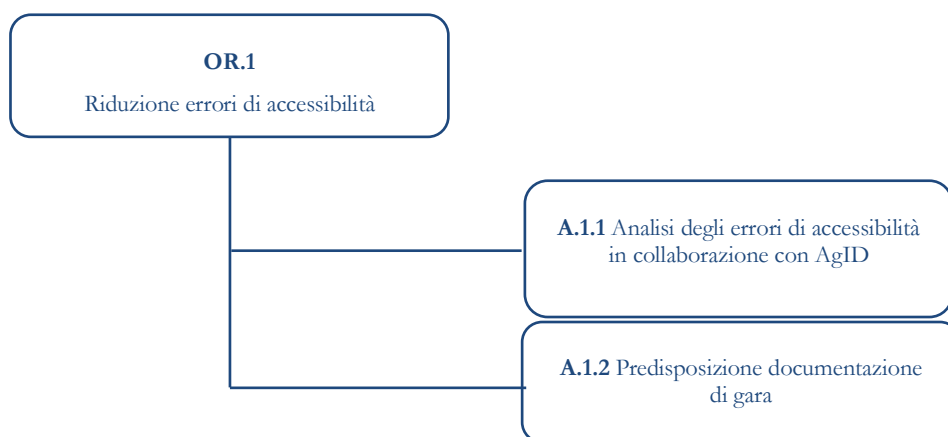 OR.1
Riduzione errori di accessibilità
A.1.1 Analisi degli errori di accessibilità
in collaborazione con AgID
A.1.2 Predisposizione documentazione
di gara